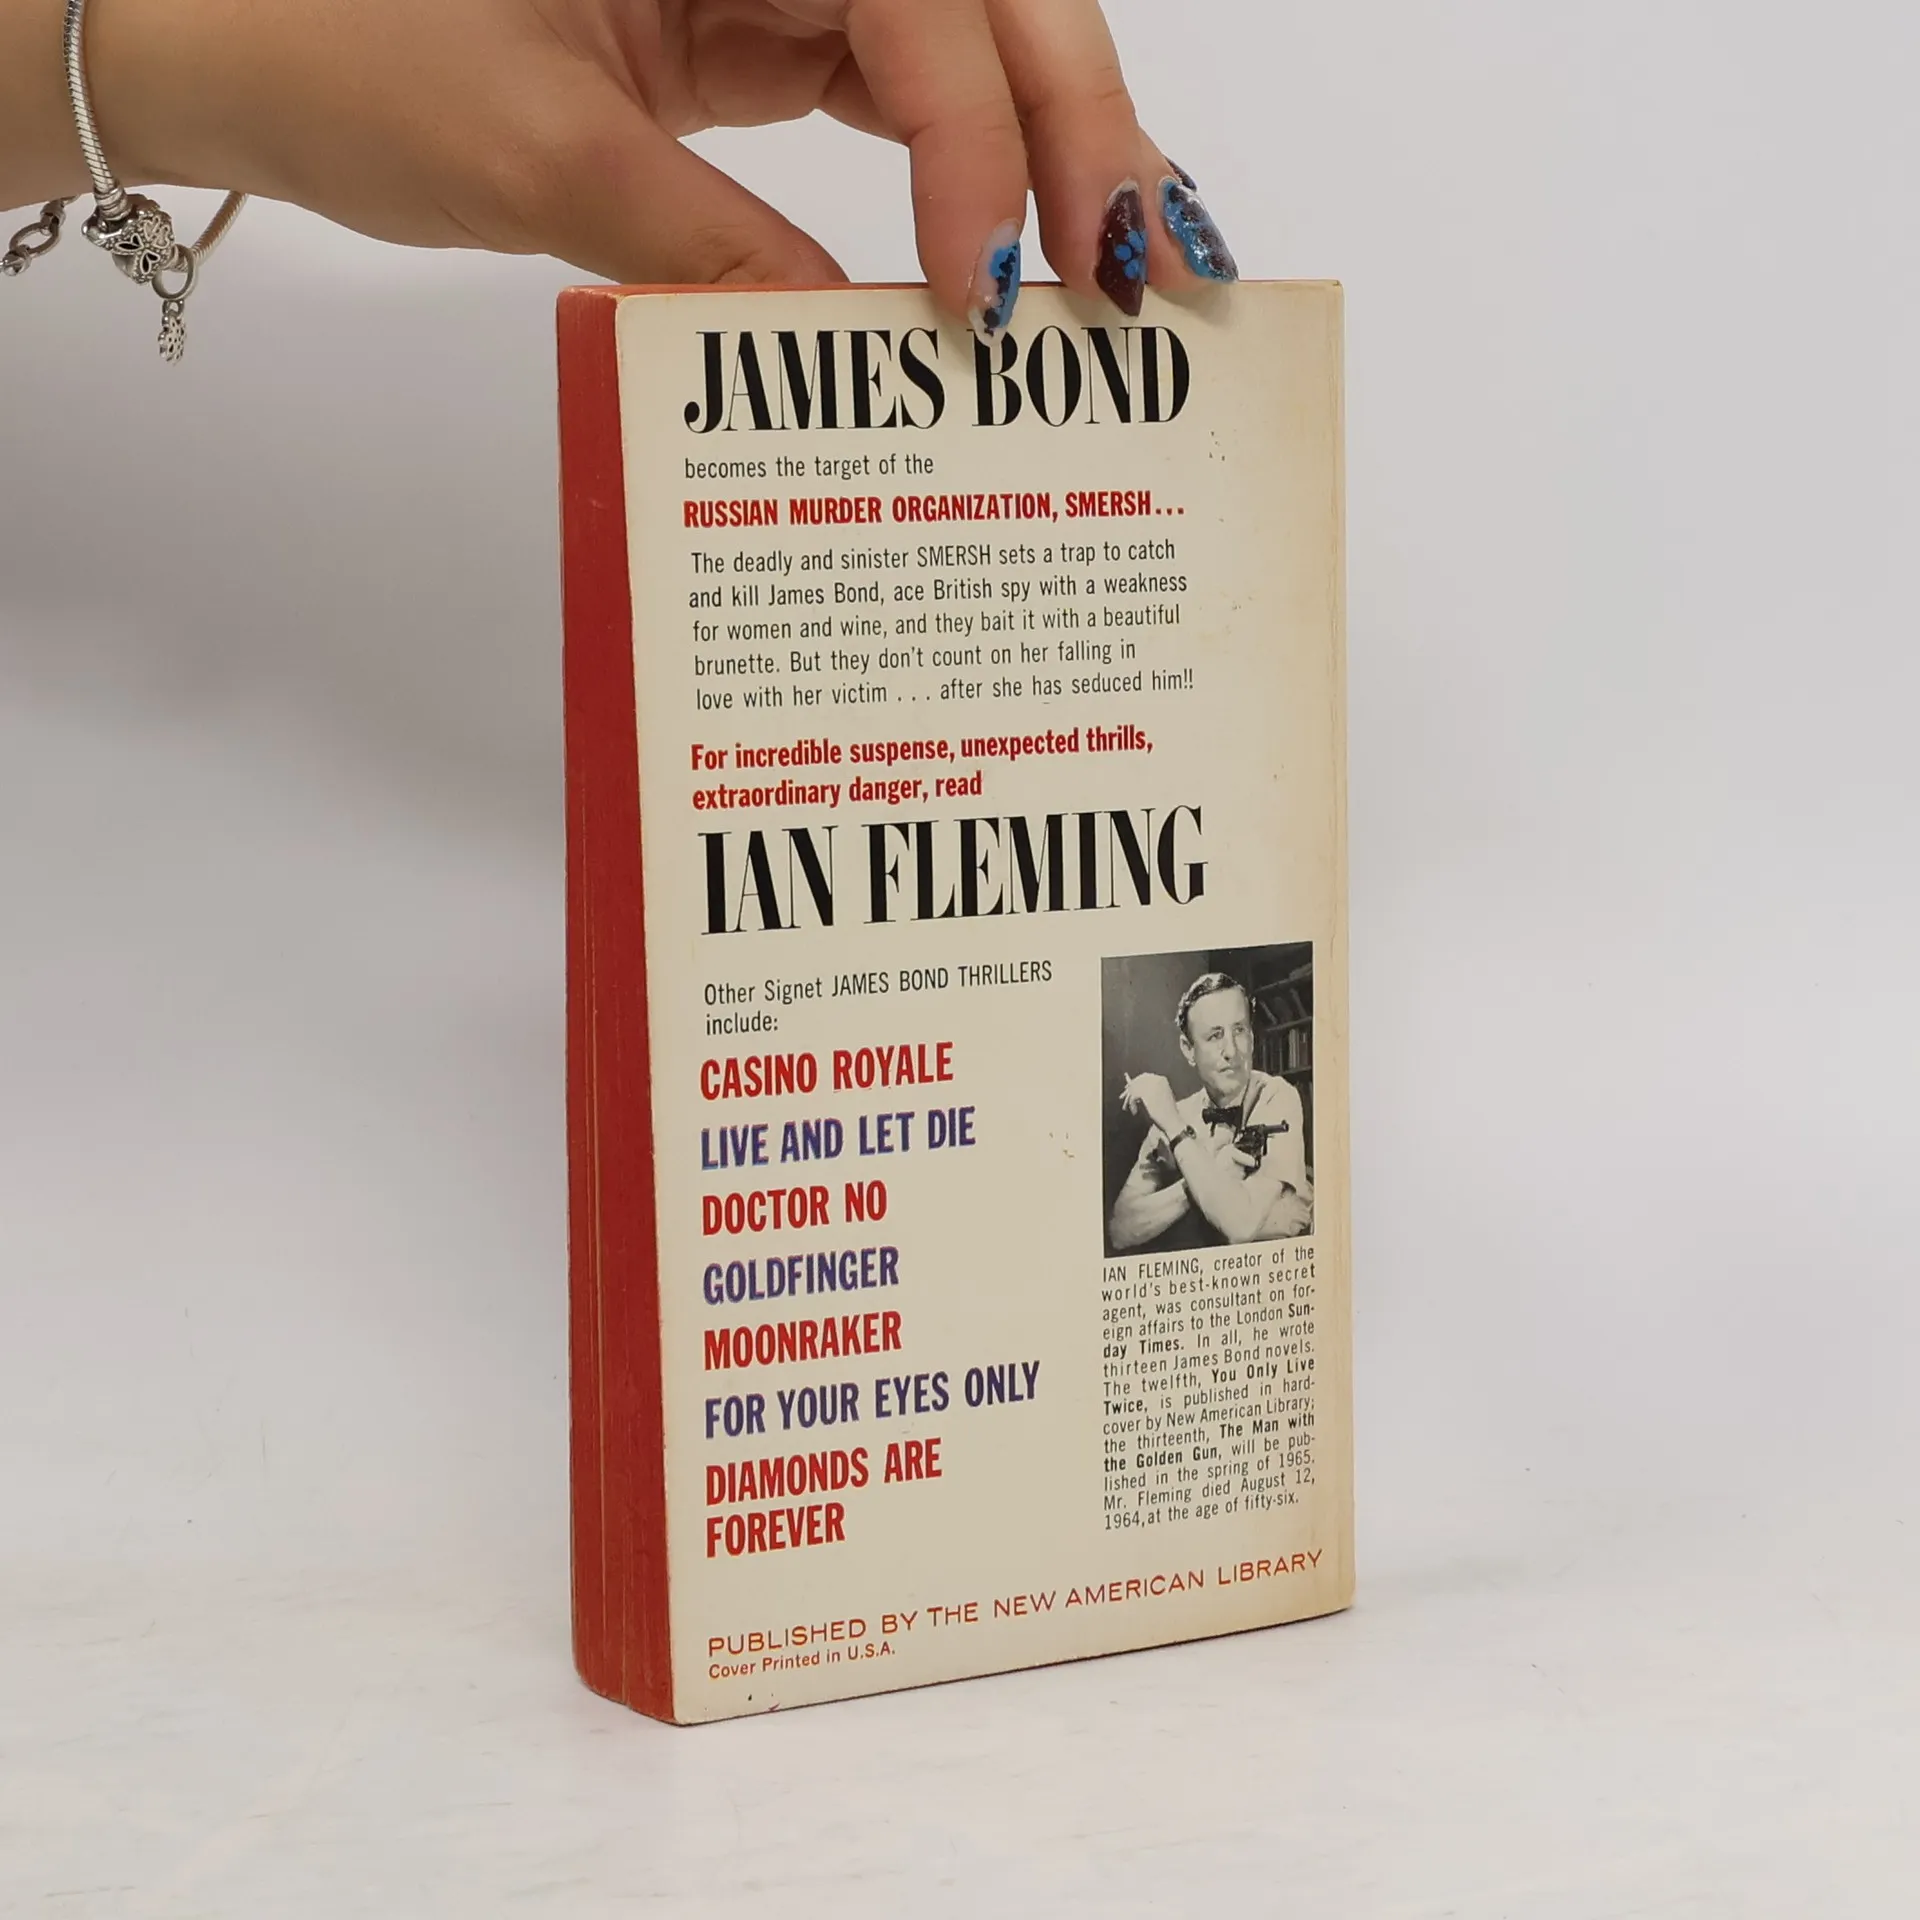 JAMES BOND
becomes the target of the
RUSSIAN MURDER ORGANIZATION, SMERSH...
The deadly and sinister SMERSH sets a trap to catch
and kill James Bond, ace British spy with a weakness
for women and wine, and they bait it with a beautiful
brunette. But they don't count on her falling in
love with her victim . . . after she has seduced him!!
For incredible suspense, unexpected thrills,
extraordinary danger, read
IAN FLEMING
Other Signet JAMES BOND THRILLERS
include:
CASINO ROYALE
LIVE AND LET DIE
DOCTOR NO
GOLDFINGER
MOONRAKER
FOR YOUR EYES ONLY
DIAMONDS ARE
FOREVER
IAN FLEMING, creator of the
world's best-known secret
agent, was consultant on for-
eign affairs to the London Sun-
day Times. In all, he wrote
thirteen James Bond novels.
The twelfth, You Only Live
Twice, is published in hard-
cover by New American Library;
the thirteenth, The Man with
the Golden Gun, will be pub-
lished in the spring of 1965.
Mr. Fleming died August 12,
1964, at the age of fifty-six.
PUBLISHED BY THE NEW AMERICAN LIBRARY
Cover Printed in U.S.A.